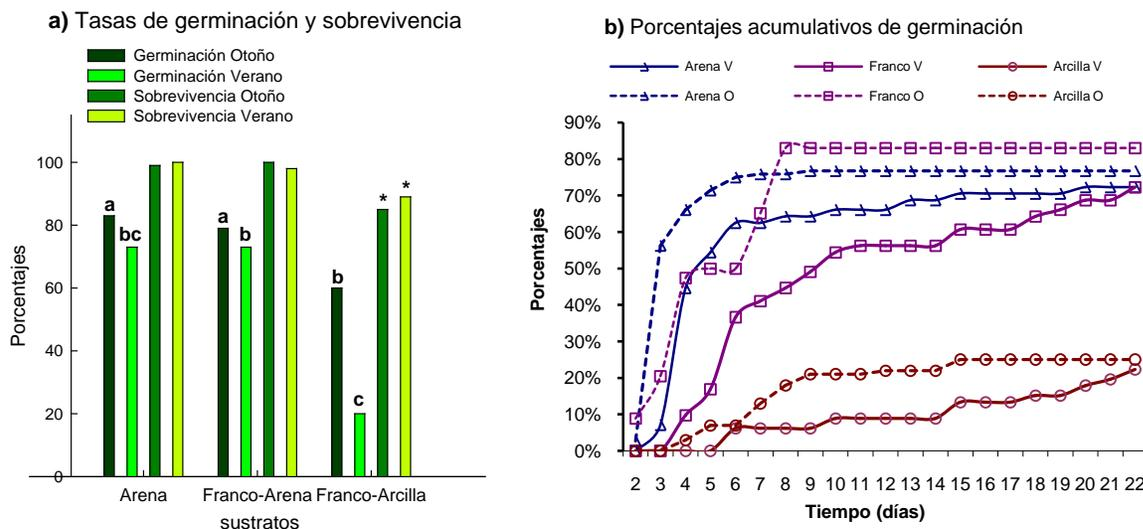 a) Tasas de germinación y sobrevivencia
Germinación Otoño
Germinación Verano
Sobrevivencia Otoño
Sobrevivencia Verano
Porcentajes
100
80
60
40
20
0
a
bc
a
b
b
c
*
*
Arena
Franco-Arena
Franco-Arcilla
sustratos
b) Porcentajes acumulativos de germinación
Arena V
Franco V
Arcilla V
Arena O
Franco O
Arcilla O
Porcentajes
90%
80%
70%
60%
50%
40%
30%
20%
10%
0%
2 3 4 5 6 7 8 9 10 11 12 13 14 15 16 17 18 19 20 21 22
Tiempo (días)